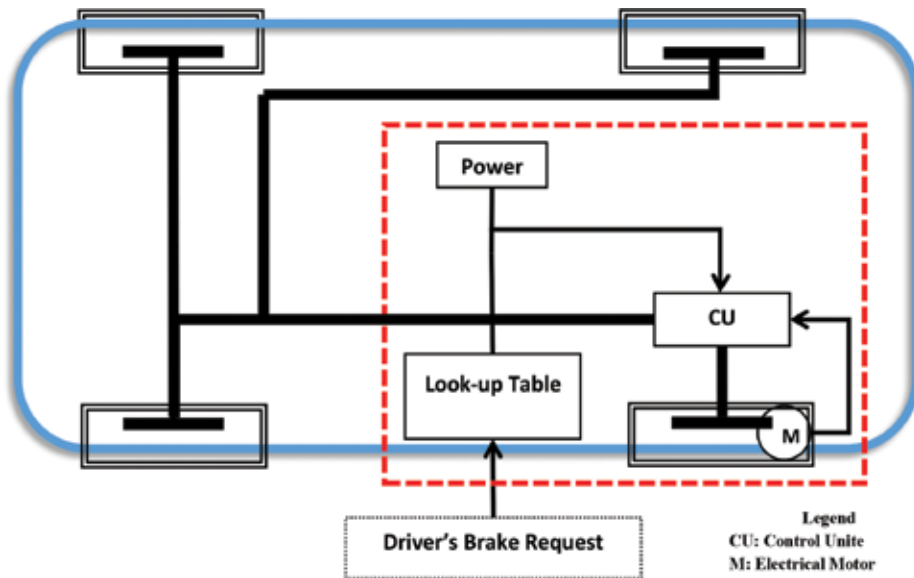 Power
CU
Look-up Table
M
Driver's Brake Request
Legend
CU: Control Unite
M: Electrical Motor